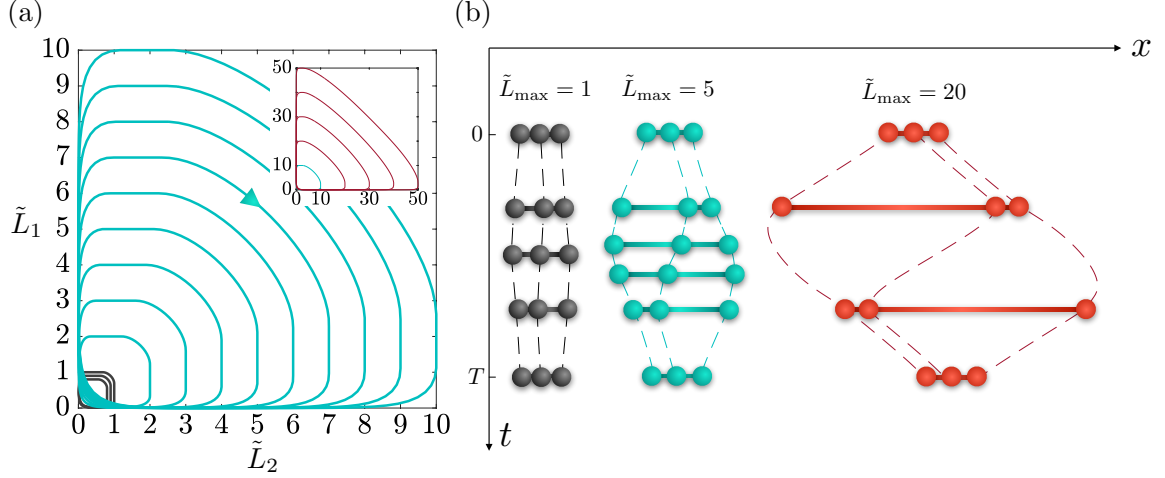 (a)
(b)
10
9
8
7
6
5
4
3
2
1
0
L̃₁
0 1 2 3 4 5 6 7 8 9 10
L̃₂
50
30
10
0
0 10 30 50
x
L̃max = 1
L̃max = 5
L̃max = 20
0
T
t